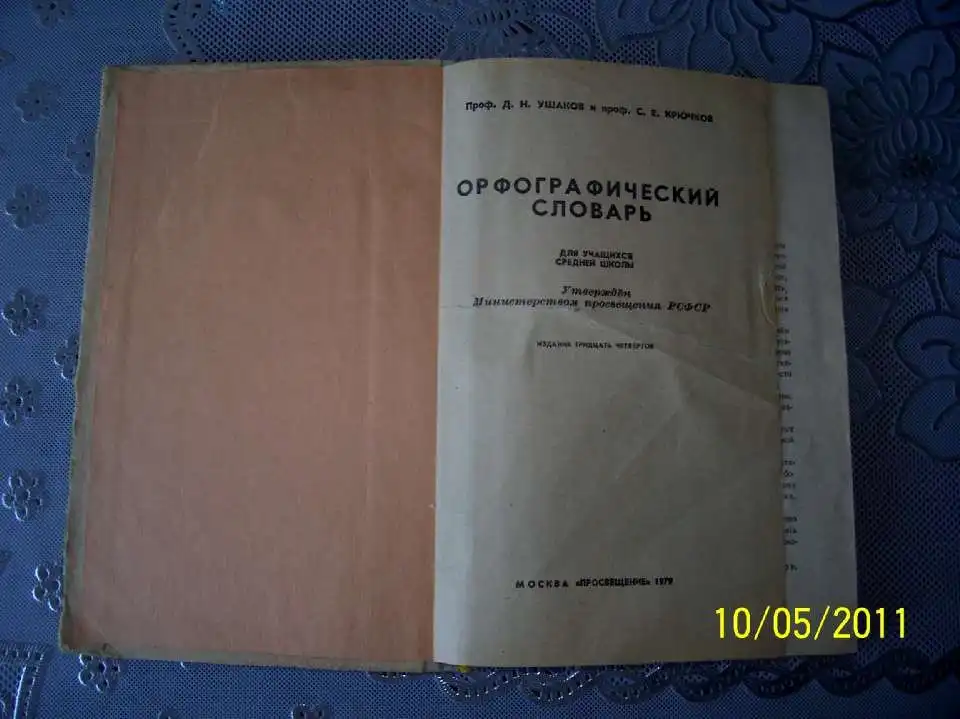 Проф. Д. Н. УШАКОВ и проф. С. Е. КРЮЧКОВ
ОРФОГРАФИЧЕСКИЙ
СЛОВАРЬ
ДЛЯ УЧАЩИХСЯ
СРЕДНЕЙ ШКОЛЫ
Утверждён
Министерством просвещения РСФСР
ИЗДАНИЕ ТРИДЦАТЬ ЧЕТВЕРТОЕ
МОСКВА «ПРОСВЕЩЕНИЕ» 1979
10/05/2011